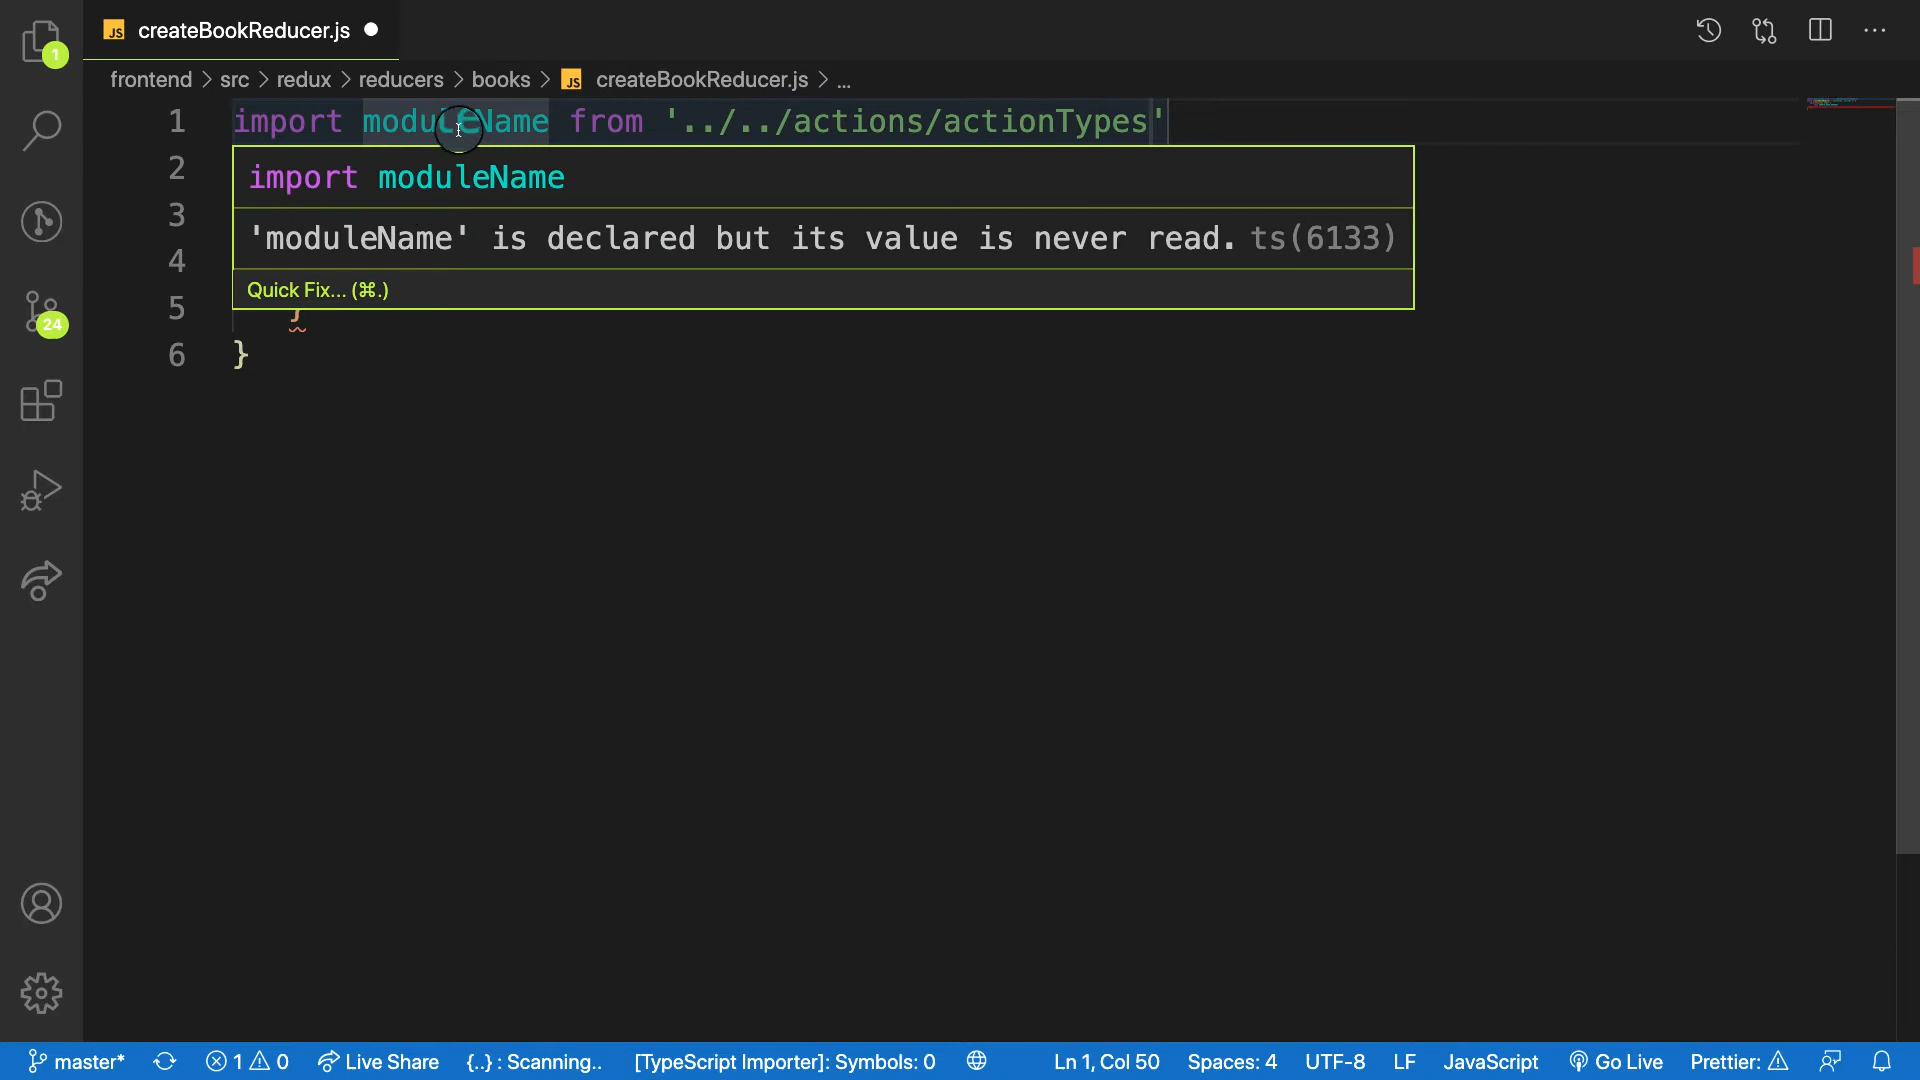 JS createBookReducer.js
1
frontend > src > redux > reducers > books > JS createBookReducer.js > ...
1 import moduleName from '../../actions/actionTypes'
2
import moduleName
3
'moduleName' is declared but its value is never read. ts(6133)
4
Quick Fix... (⌘.)
5 }
6 }
24
master* 1 0 Live Share {..} : Scanning.. [TypeScript Importer]: Symbols: 0 Ln 1, Col 50 Spaces: 4 UTF-8 LF JavaScript Go Live Prettier: